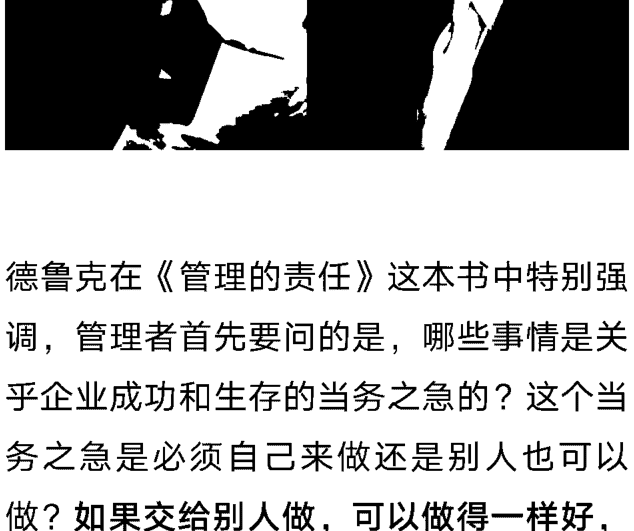 德鲁克在《管理的责任》这本书中特别强
调，管理者首先要问的是，哪些事情是关
乎企业成功和生存的当务之急的？这个当
务之急是必须自己来做还是别人也可以
做？如果交给别人做，可以做得一样好，